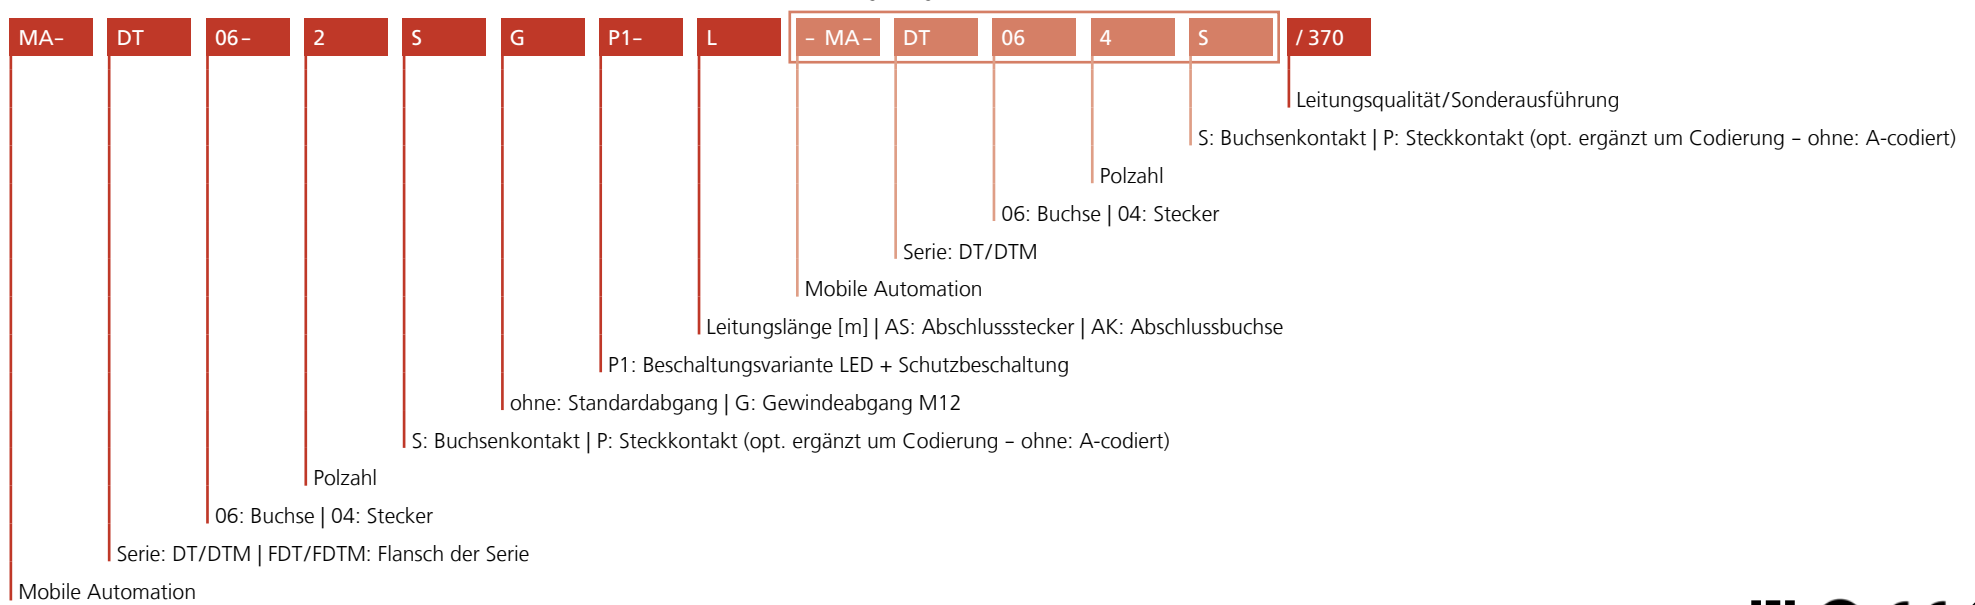 MA– DT 06– 2 S G P1– L – MA– DT 06 4 S / 370
Leitungsqualität/Sonderausführung
S: Buchsenkontakt | P: Steckkontakt (opt. ergänzt um Codierung – ohne: A-codiert)
Polzahl
06: Buchse | 04: Stecker
Serie: DT/DTM
Mobile Automation
Leitungslänge [m] | AS: Abschlussstecker | AK: Abschlussbuchse
P1: Beschaltungsvariante LED + Schutzbeschaltung
ohne: Standardabgang | G: Gewindeabgang M12
S: Buchsenkontakt | P: Steckkontakt (opt. ergänzt um Codierung – ohne: A-codiert)
Polzahl
06: Buchse | 04: Stecker
Serie: DT/DTM | FDT/FDTM: Flansch der Serie
Mobile Automation